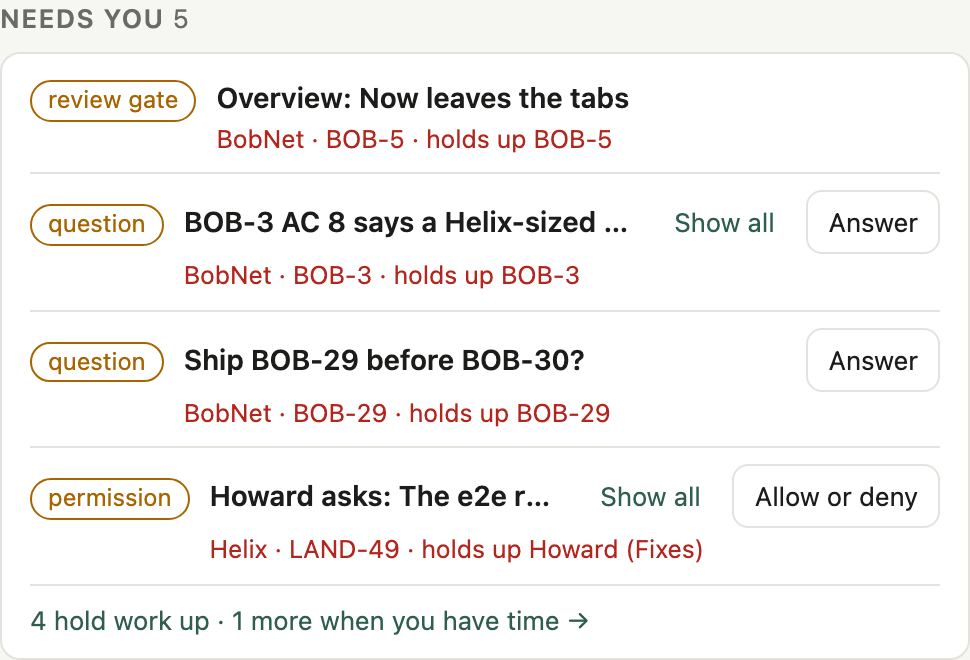 NEEDS YOU 5
review gate Overview: Now leaves the tabs
BobNet · BOB-5 · holds up BOB-5
question BOB-3 AC 8 says a Helix-sized ... Show all Answer
BobNet · BOB-3 · holds up BOB-3
question Ship BOB-29 before BOB-30? Answer
BobNet · BOB-29 · holds up BOB-29
permission Howard asks: The e2e r... Show all Allow or deny
Helix · LAND-49 · holds up Howard (Fixes)
4 hold work up · 1 more when you have time →